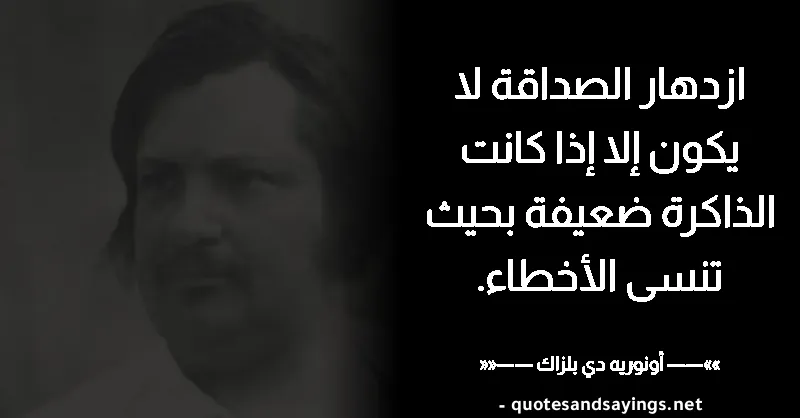 ازدهار الصداقة لا
يكون إلا إذا كانت
الذاكرة ضعيفة بحيث
تنسى الأخطاء.
»»——— أونوريه دي بلزاك ———««
- quotesandsayings.net